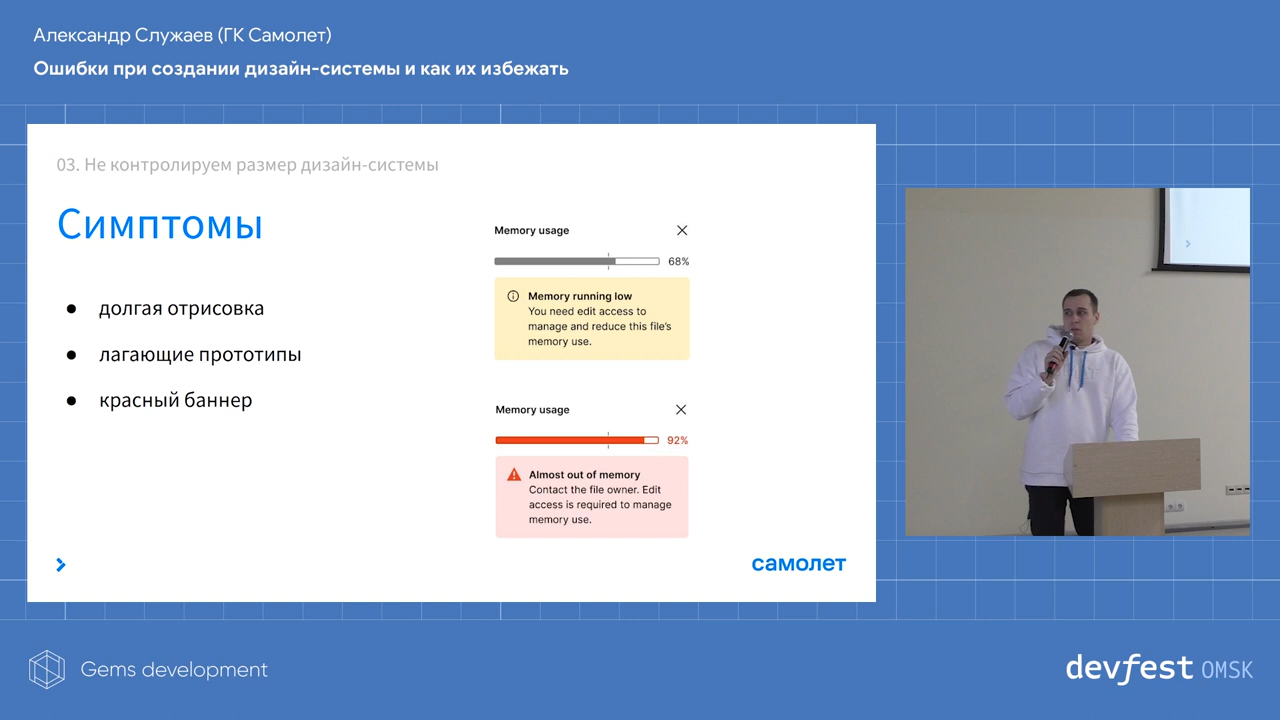 Александр Служаев (ГК Самолет)
Ошибки при создании дизайн-системы и как их избежать
03. Не контролируем размер дизайн-системы
Симптомы
● долгая отрисовка
● лагающие прототипы
● красный баннер
Memory usage
68%
Memory running low
You need edit access to
manage and reduce this file's
memory use.
Memory usage
92%
Almost out of memory
Contact the file owner. Edit
access is required to manage
memory use.
самолет
Gems development
devfest OMSK